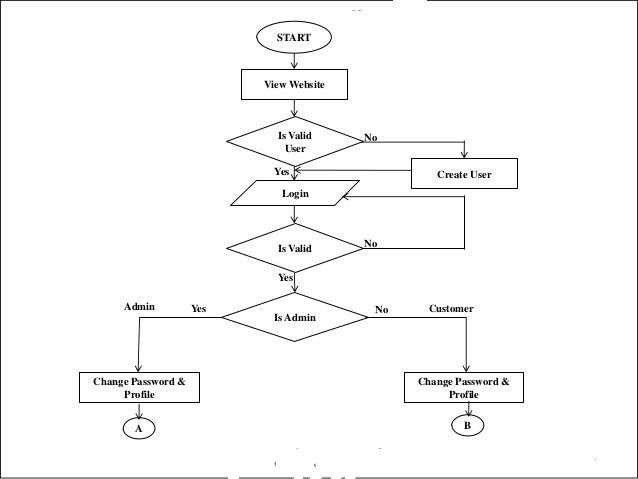 START
View Website
Is Valid
User
No
Yes
Create User
Login
Is Valid
No
Yes
Is Admin
Admin
Yes
No
Customer
Change Password &
Profile
Change Password &
Profile
A
B